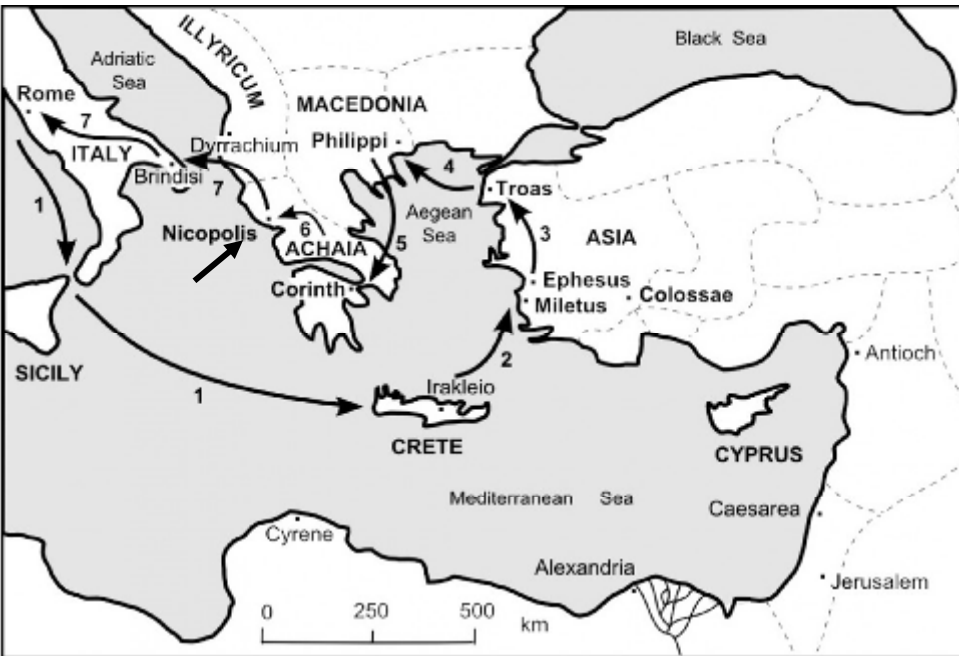 Black Sea
Adriatic
Sea
ILLYRICUM
Rome
MACEDONIA
7
Philippi
Dyrrachium
ITALY
4
Brindisi
7
Troas
1
Aegean
Sea
Nicopolis
6
ACHAIA
5
3
ASIA
Corinth
Ephesus
Miletus
Colossae
Antioch
2
SICILY
1
Irakleio
CRETE
CYPRUS
Mediterranean Sea
Caesarea
Cyrene
Alexandria
Jerusalem
0 250 500
km